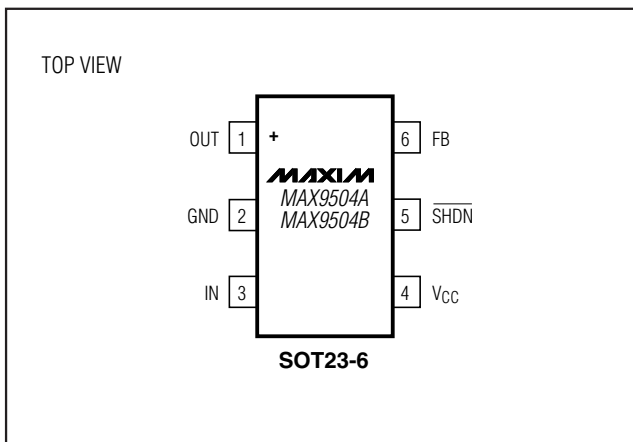 TOP VIEW
OUT 1 + 6 FB
MAXIM
MAX9504A
MAX9504B
GND 2 5 SHDN
IN 3 4 VCC
SOT23-6